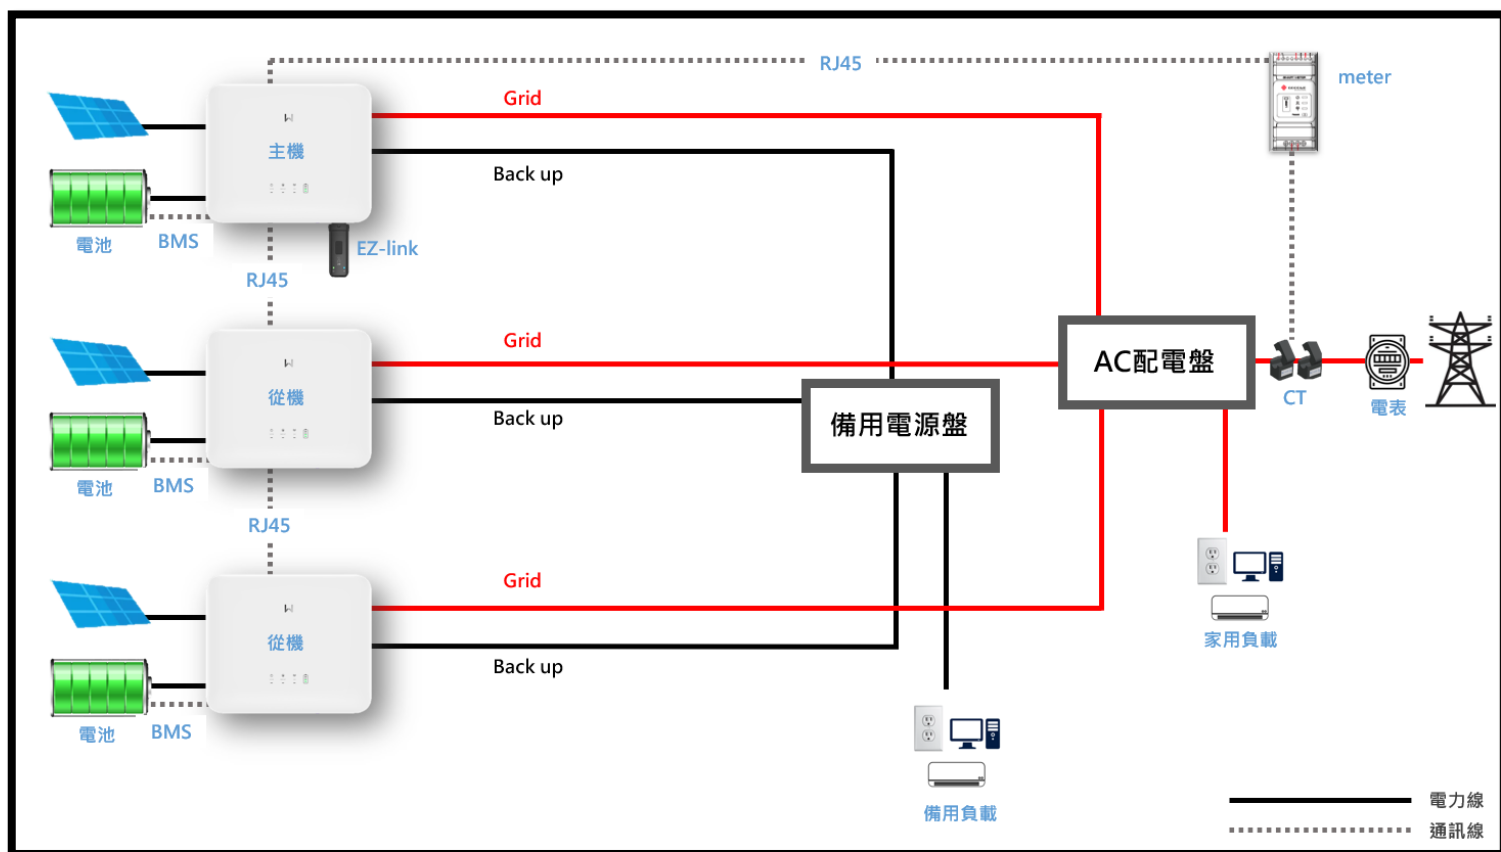 RJ45
meter
Grid
主機
Back up
電池
BMS
EZ-link
RJ45
Grid
從機
Back up
電池
BMS
RJ45
AC配電盤
CT
電表
備用電源盤
Grid
從機
Back up
電池
BMS
家用負載
備用負載
電力線
通訊線